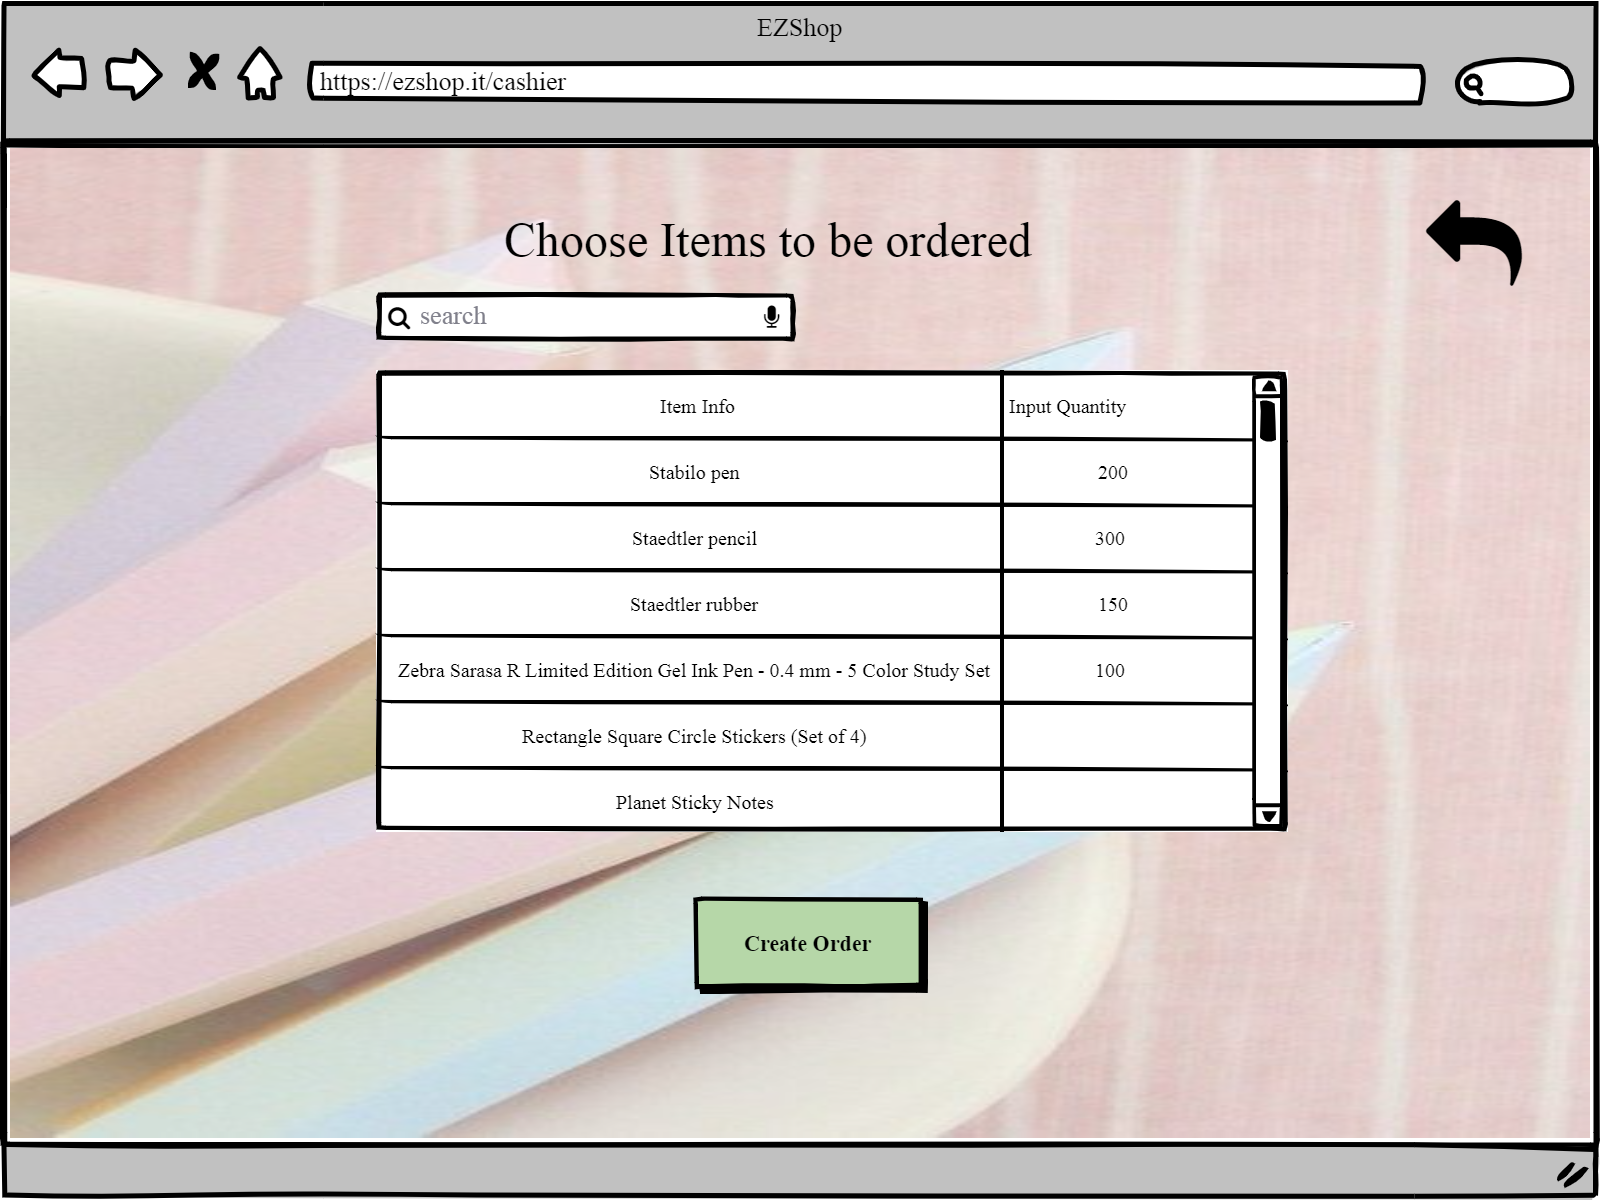 EZShop
https://ezshop.it/cashier
Choose Items to be ordered
search
Item Info Input Quantity
Stabilo pen 200
Staedtler pencil 300
Staedtler rubber 150
Zebra Sarasa R Limited Edition Gel Ink Pen - 0.4 mm - 5 Color Study Set 100
Rectangle Square Circle Stickers (Set of 4)
Planet Sticky Notes
Create Order